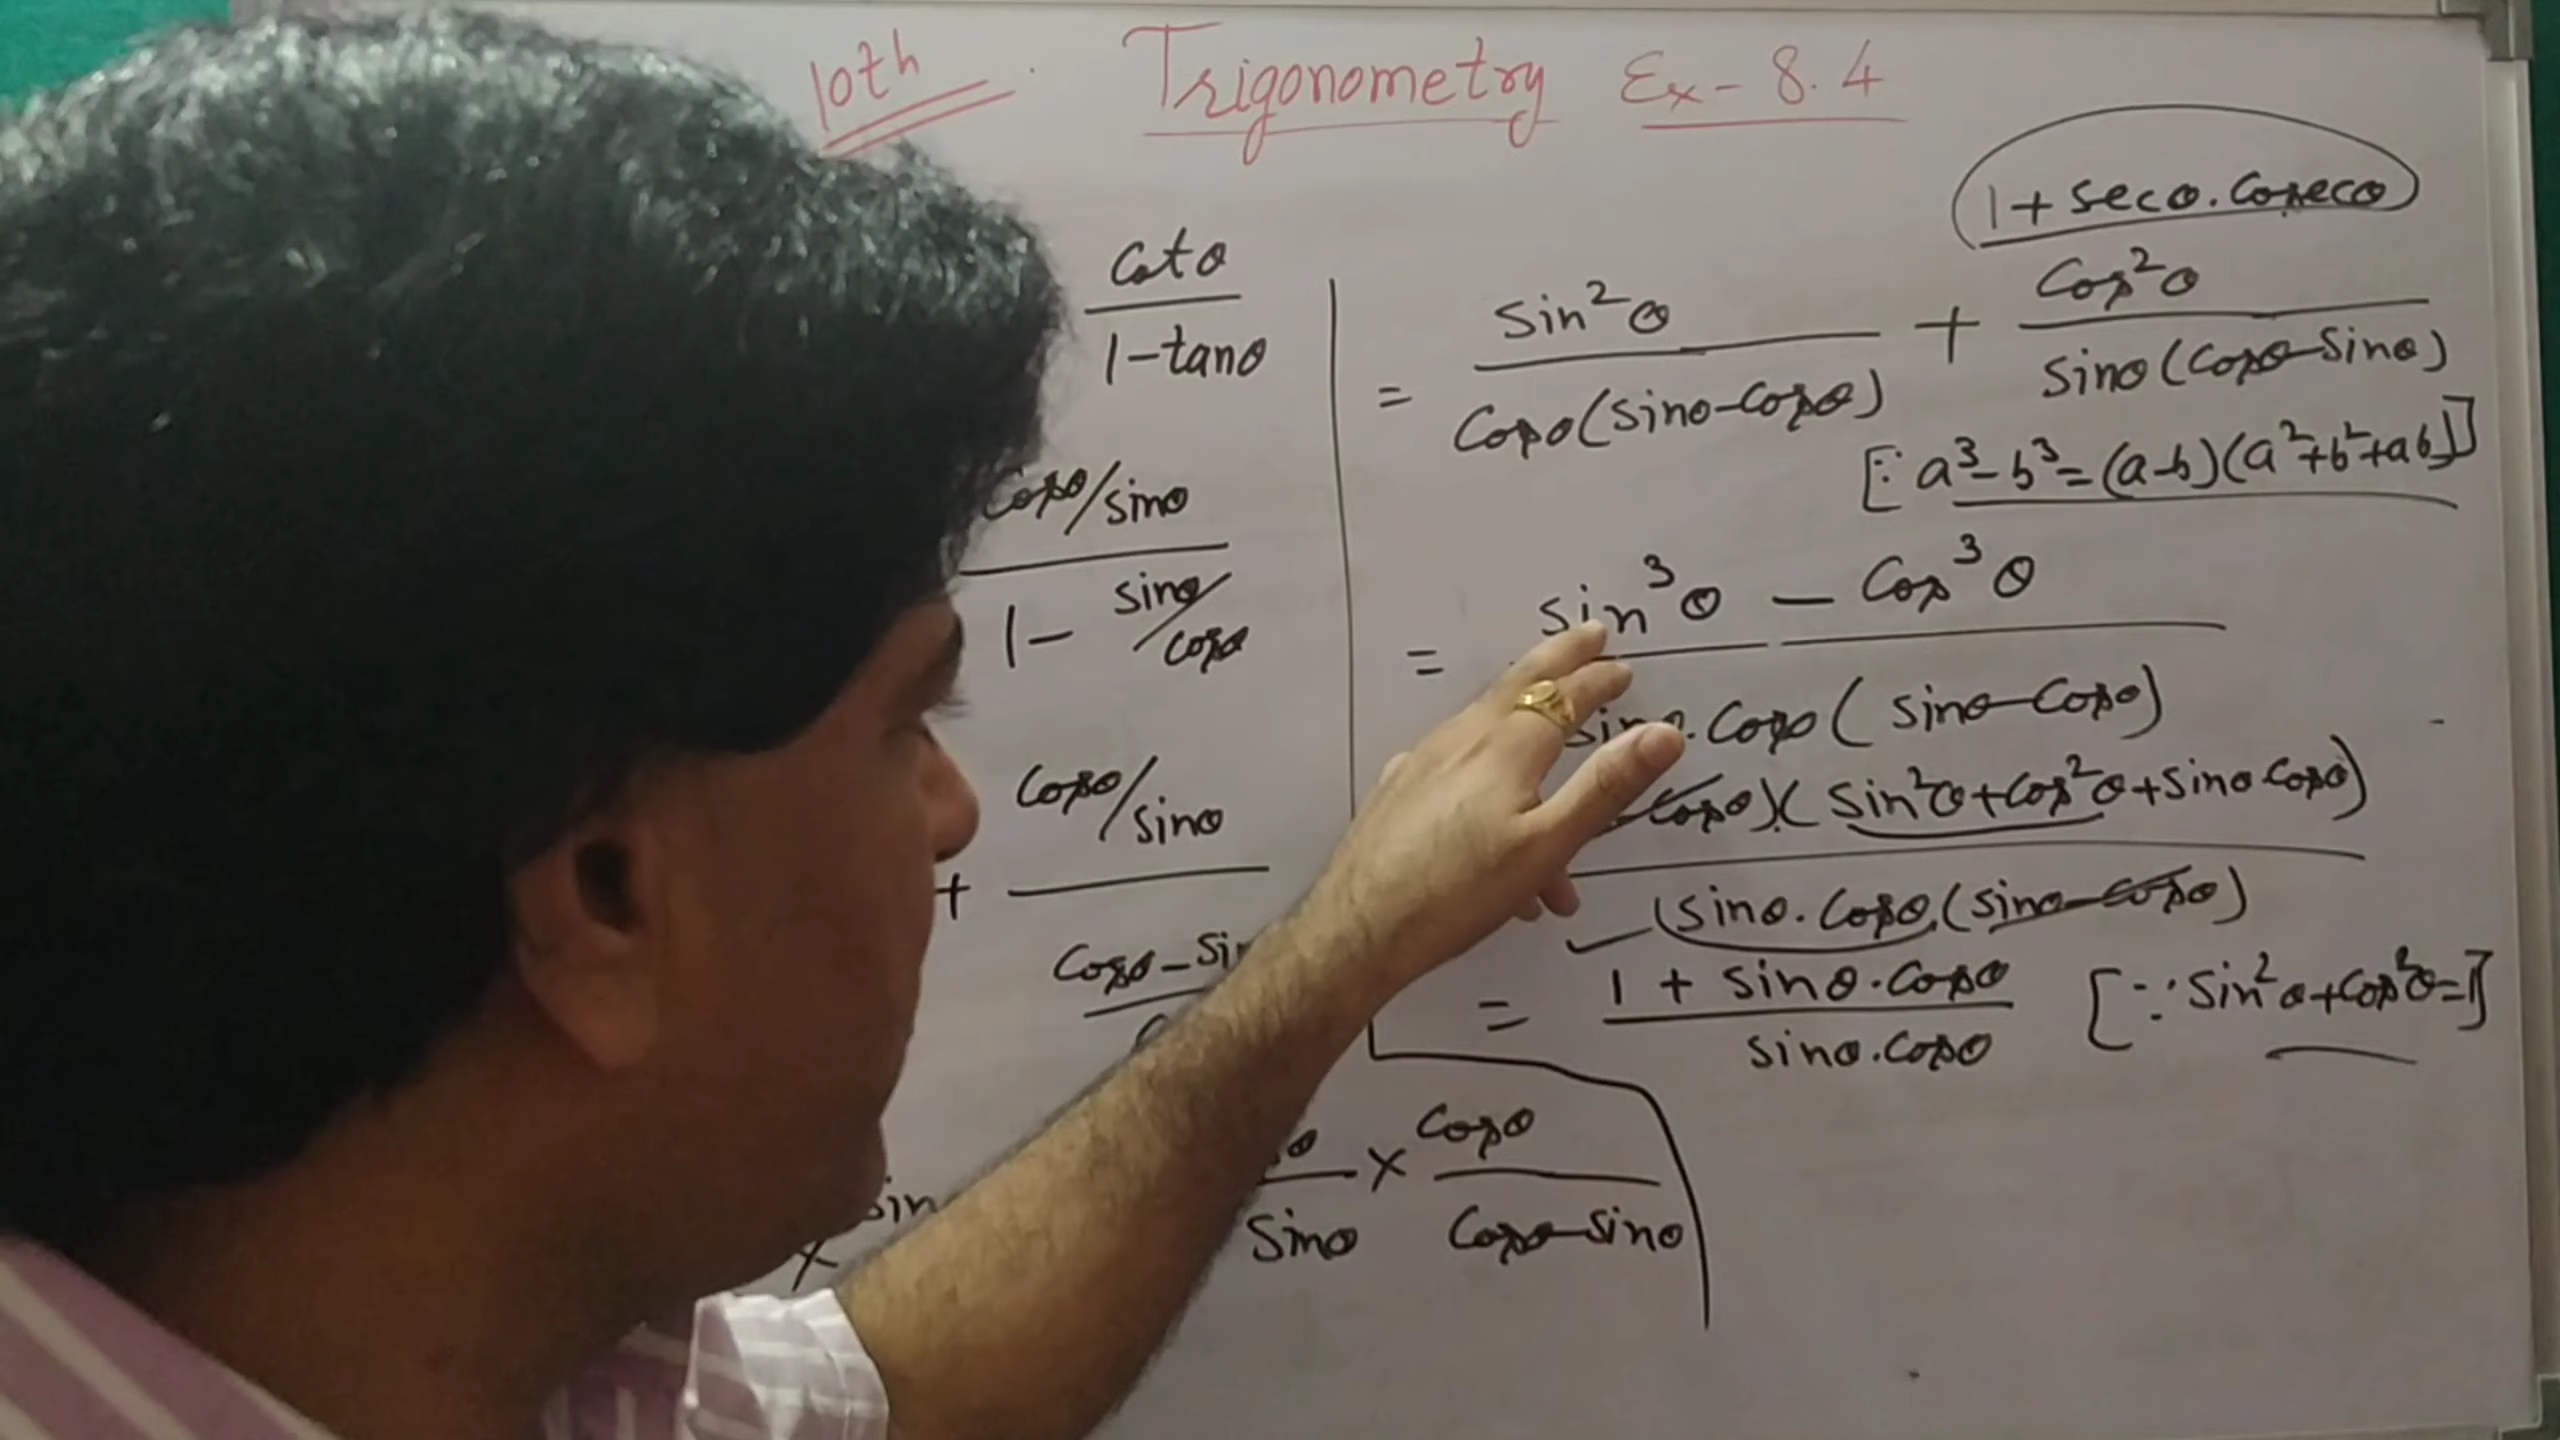 10th Trigonometry Ex-8.4
cotθ
1-tanθ
cosθ/sinθ
1- sinθ/cosθ
cosθ/sinθ
+
cosθ-sin
sin
×
sinθ × cosθ
cosθ-sinθ
1+secθ.cosecθ
= sin²θ + cos²θ
cosθ(sinθ-cosθ) sinθ(cosθ-sinθ)
[∵ a³-b³=(a-b)(a²+b²+ab)]
= sin³θ - cos³θ
sinθ.cosθ(sinθ-cosθ)
cosθ).(sin²θ+cos²θ+sinθ.cosθ)
(sinθ.cosθ.(sinθ-cosθ)
= 1+sinθ.cosθ [∵sin²θ+cos²θ=1]
sinθ.cosθ